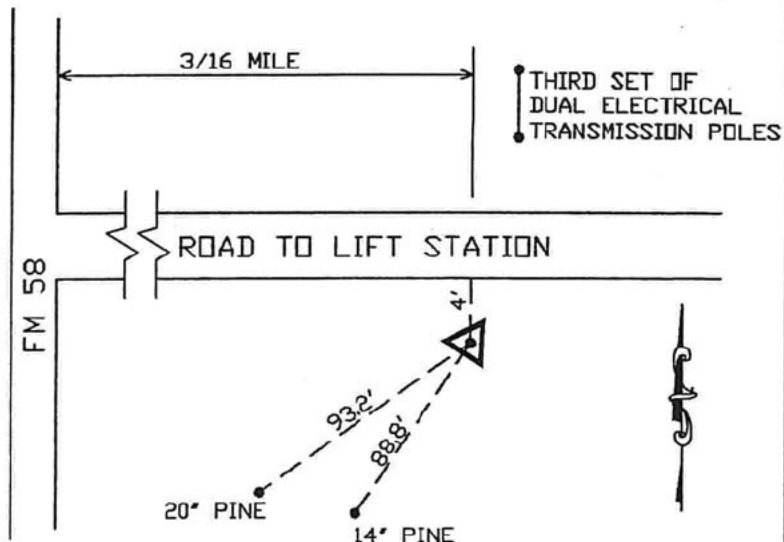 3/16 MILE
THIRD SET OF
DUAL ELECTRICAL
TRANSMISSION POLES
ROAD TO LIFT STATION
FM 58
4'
93.2'
88.8'
20" PINE
14" PINE